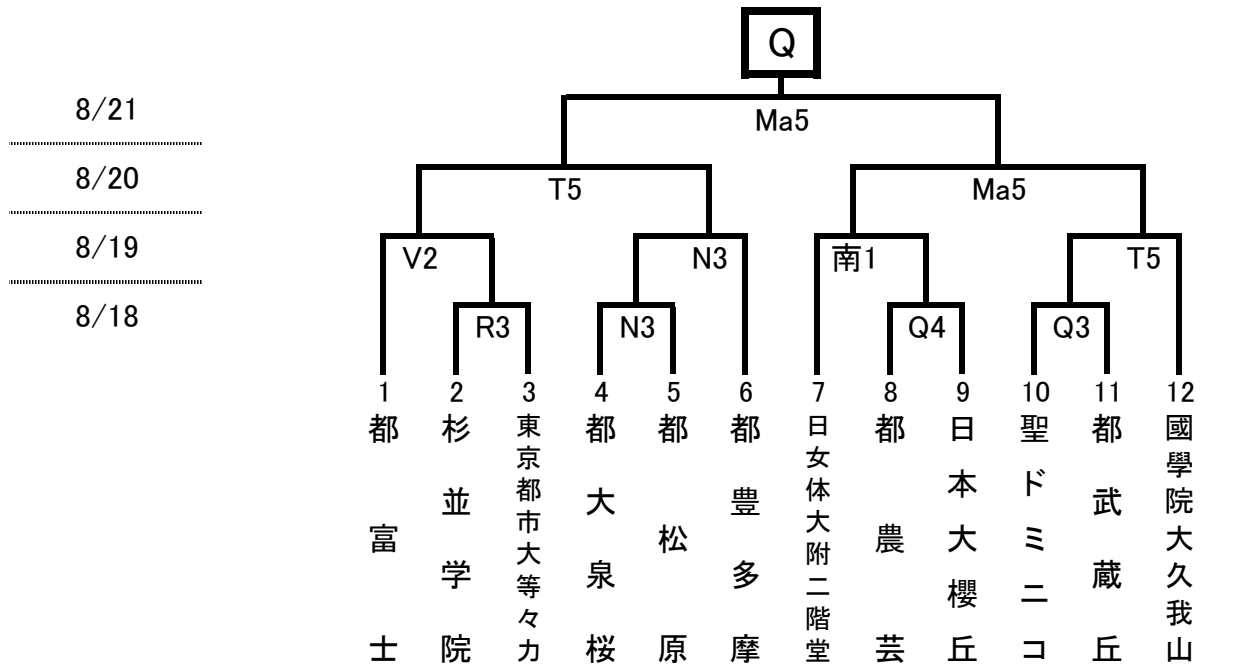 Q
8/21
Ma5
8/20
T5
Ma5
8/19
V2
N3
南1
T5
8/18
R3
N3
Q4
Q3
1
2
3
4
5
6
7
8
9
10
11
12
都富士
杉並学院
東京都市大等々力
都大泉桜
都松原
都豊多摩
日女体大附二階堂
都農芸
日本大櫻丘
聖ドミニコ
都武蔵丘
國學院大久我山